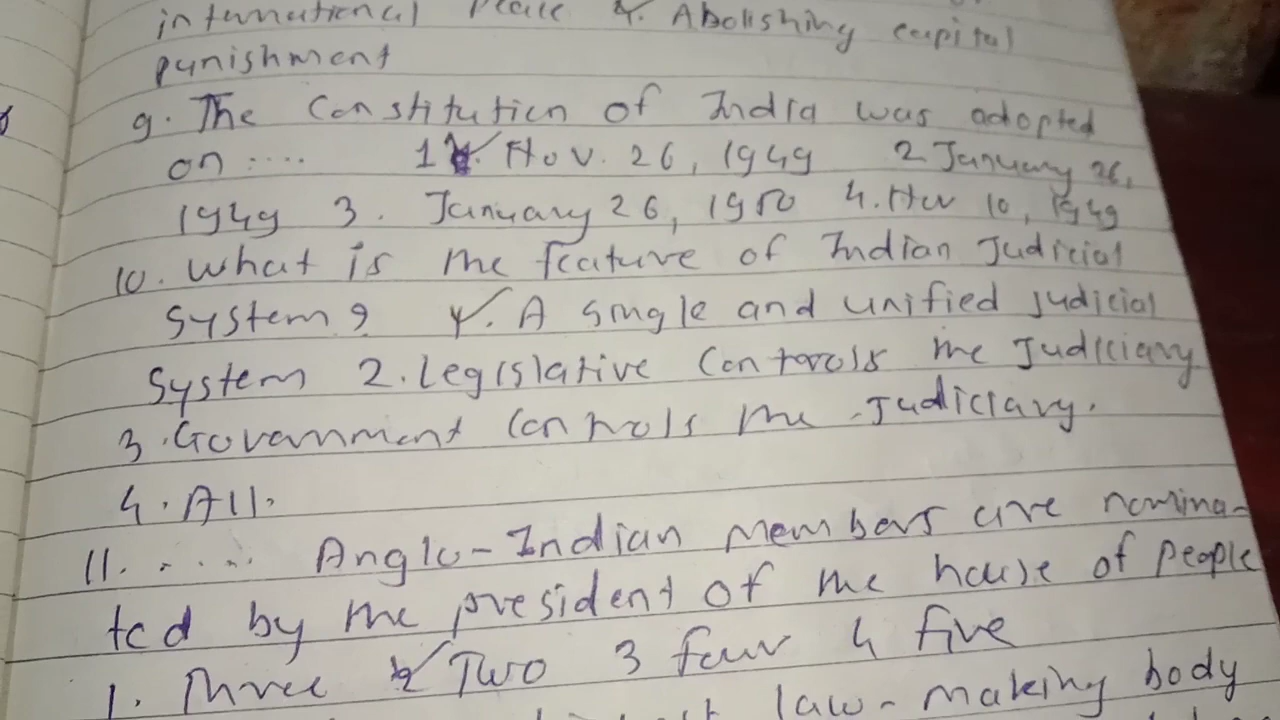 international Peace 4. Abolishing capital
punishment
9. The Constitution of India was adopted
on .... 1. Nov. 26, 1949 2 January 26,
1949 3. January 26, 1950 4. Nov 10, 1949
10. What is the feature of Indian Judicial
System? 1. A single and unified judicial
System 2. Legislative Controls the Judiciary
3. Government Controls the Judiciary.
4. All.
11. ..... Anglo-Indian members are nomina-
ted by the president of the house of people
1. Three 2 Two 3 four 4 five
law-making body